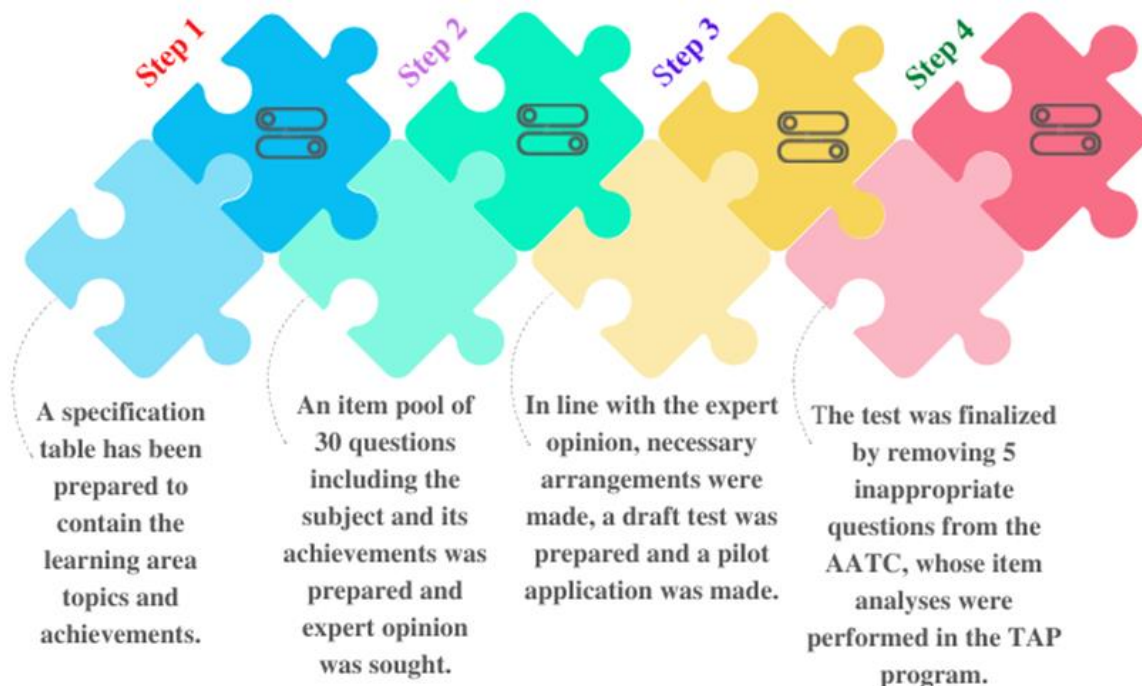 Step 1
A specification
table has been
prepared to
contain the
learning area
topics and
achievements.
Step 2
An item pool of
30 questions
including the
subject and its
achievements was
prepared and
expert opinion
was sought.
Step 3
In line with the expert
opinion, necessary
arrangements were
made, a draft test was
prepared and a pilot
application was made.
Step 4
The test was finalized
by removing 5
inappropriate
questions from the
AATC, whose item
analyses were
performed in the TAP
program.